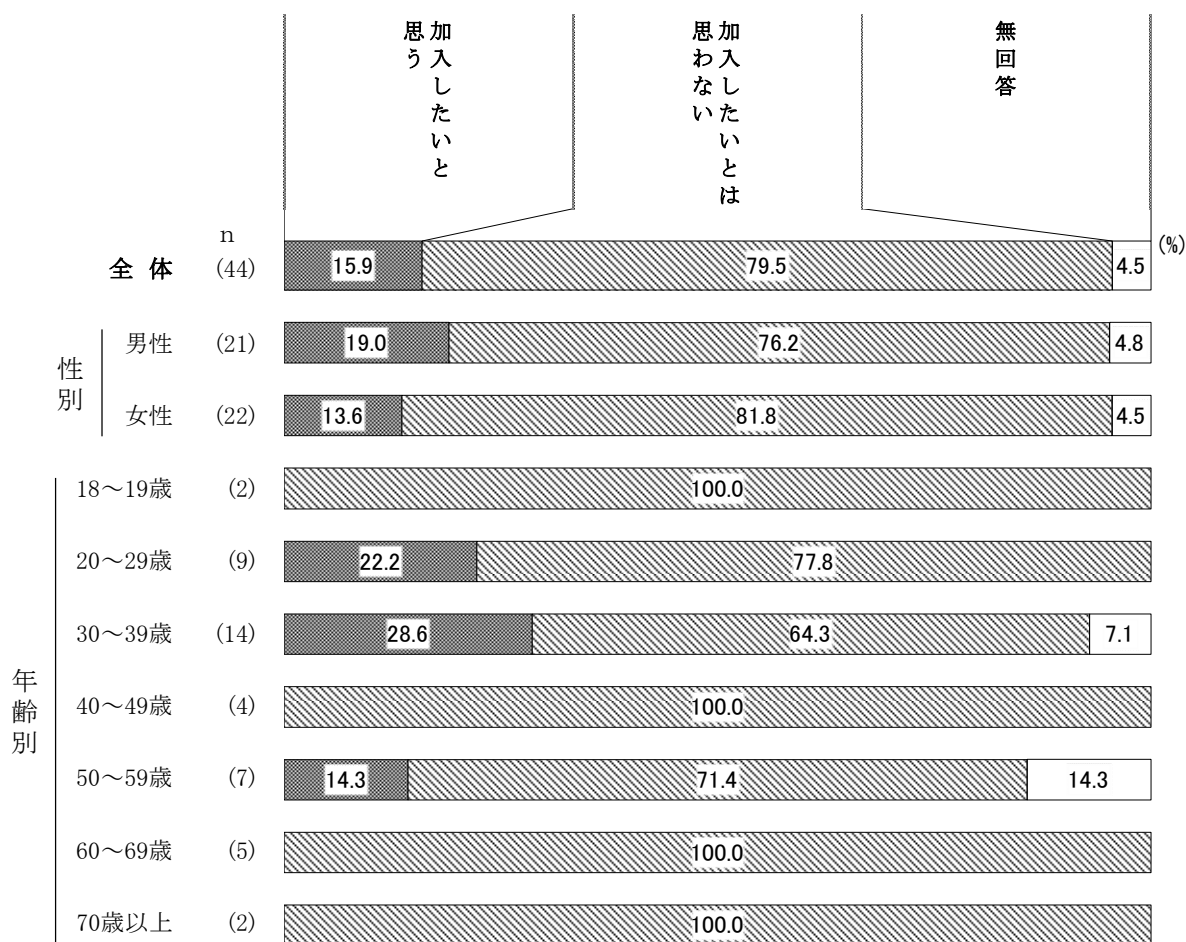 加入したいと
思う
加入したいとは
思わない
無回答
n
(%)
全 体 (44) 15.9 79.5 4.5
性別
男性 (21) 19.0 76.2 4.8
女性 (22) 13.6 81.8 4.5
年齢別
18～19歳 (2) 100.0
20～29歳 (9) 22.2 77.8
30～39歳 (14) 28.6 64.3 7.1
40～49歳 (4) 100.0
50～59歳 (7) 14.3 71.4 14.3
60～69歳 (5) 100.0
70歳以上 (2) 100.0